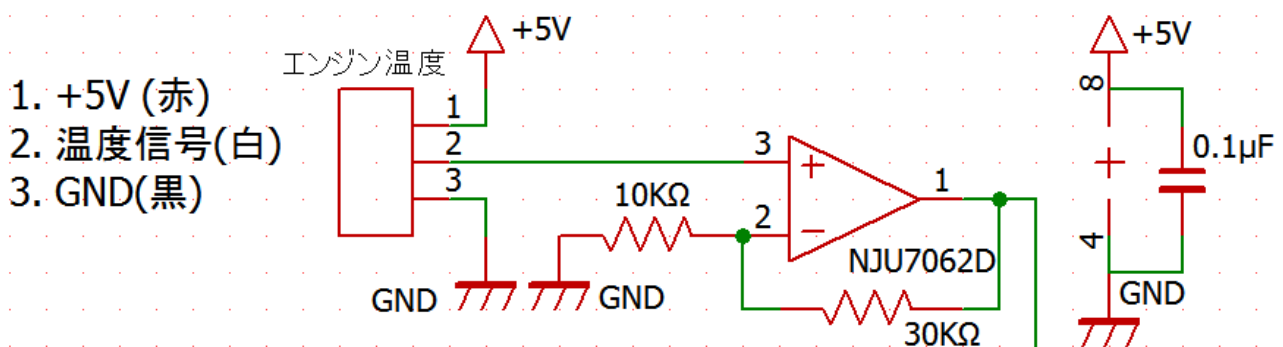 +5V
+5V
エンジン温度
1. +5V (赤)
2. 温度信号(白)
3. GND(黒)
1
2
3
3
2
1
8
4
0.1µF
10KΩ
NJU7062D
GND
GND
GND
30KΩ